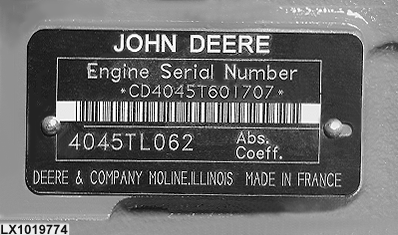 JOHN DEERE
Engine Serial Number
*CD4045T601707*
4045TL062 Abs.
Coeff.
DEERE & COMPANY MOLINE.ILLINOIS MADE IN FRANCE
LX1019774